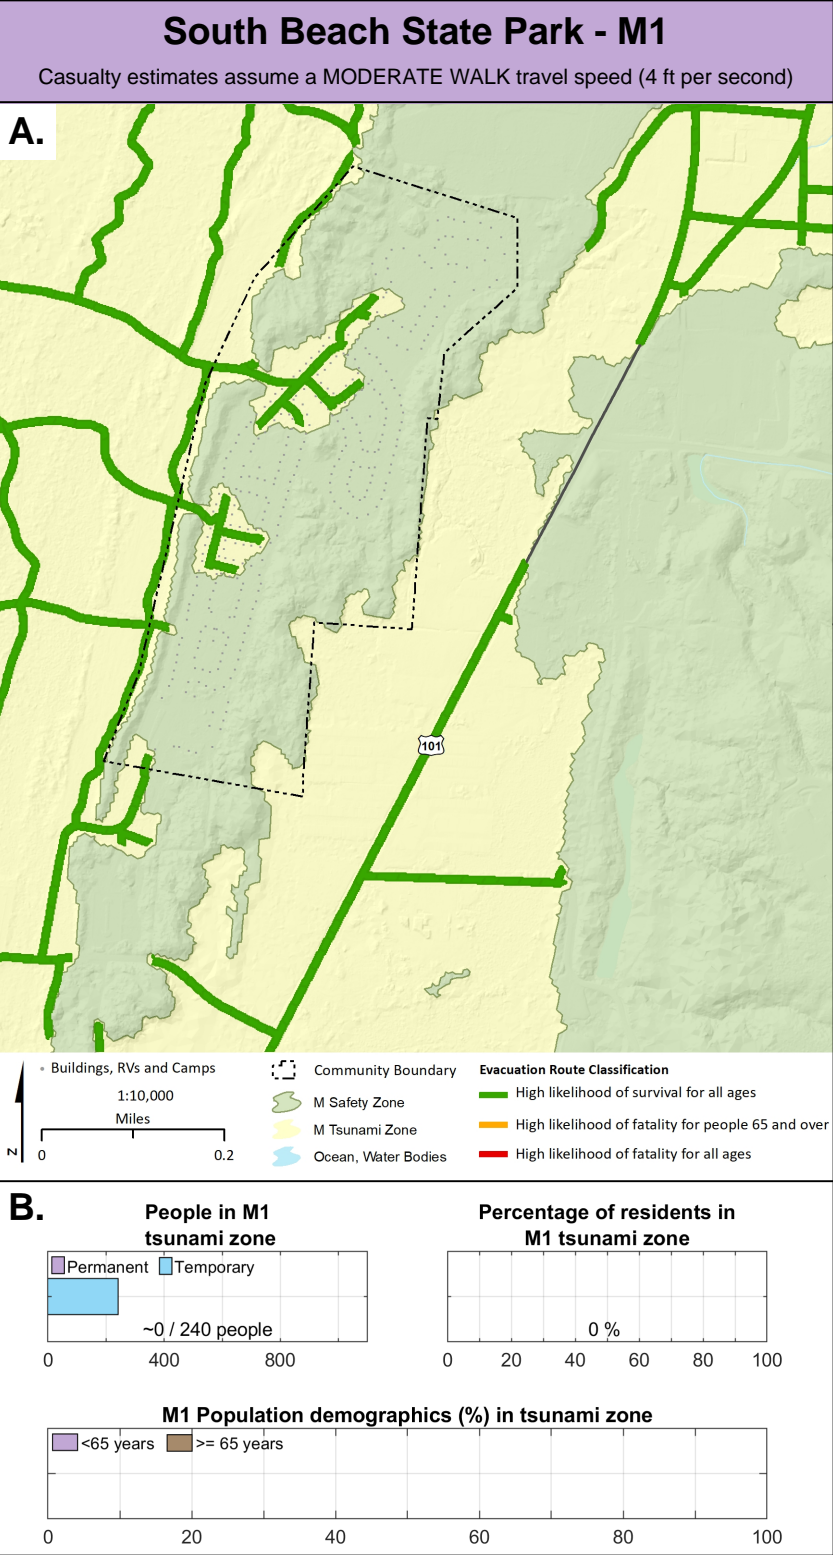 South Beach State Park - M1
Casualty estimates assume a MODERATE WALK travel speed (4 ft per second)
A.
101
Buildings, RVs and Camps
1:10,000
Miles
0 0.2
N
Community Boundary
M Safety Zone
M Tsunami Zone
Ocean, Water Bodies
Evacuation Route Classification
High likelihood of survival for all ages
High likelihood of fatality for people 65 and over
High likelihood of fatality for all ages
B.
People in M1
tsunami zone
Permanent Temporary
~0 / 240 people
0 400 800
Percentage of residents in
M1 tsunami zone
0 %
0 20 40 60 80 100
M1 Population demographics (%) in tsunami zone
<65 years >= 65 years
0 20 40 60 80 100